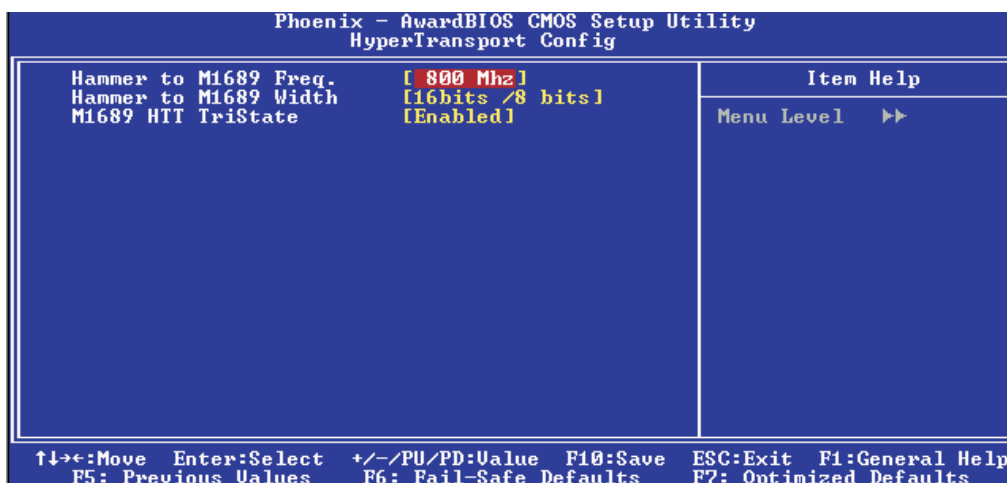 Phoenix - AwardBIOS CMOS Setup Utility
HyperTransport Config
Hammer to M1689 Freq. [ 800 Mhz]
Hammer to M1689 Width [16bits /8 bits]
M1689 HTT TriState [Enabled]
Item Help
Menu Level ►►
↑↓→←:Move Enter:Select +/-/PU/PD:Value F10:Save ESC:Exit F1:General Help
F5: Previous Values F6: Fail-Safe Defaults F7: Optimized Defaults